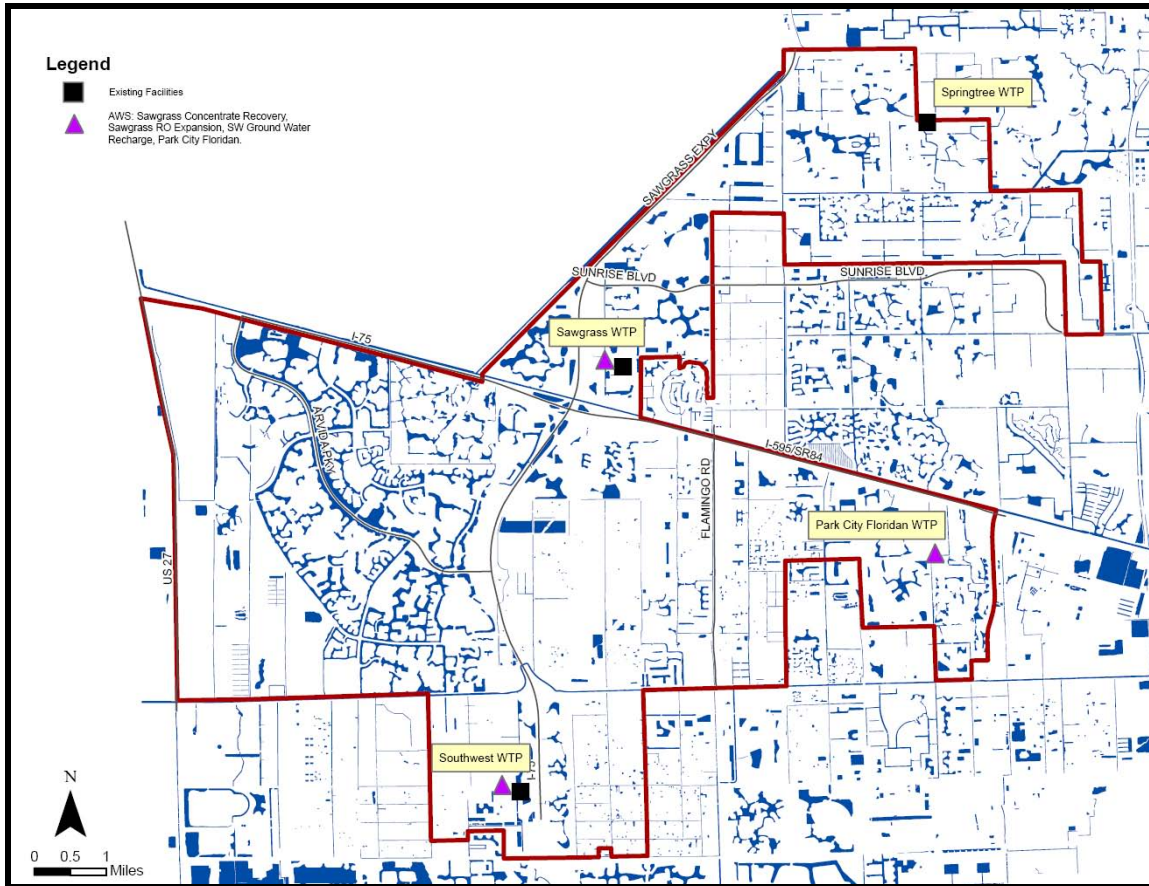 Legend
Existing Facilities
AWS: Sawgrass Concentrate Recovery,
Sawgrass RO Expansion, SW Ground Water
Recharge, Park City Floridan.
Springtree WTP
SAWGRASS EXPY
SUNRISE BLVD
SUNRISE BLVD
Sawgrass WTP
I-75
ARVIDA PKY
I-595/SR84
FLAMINGO RD
Park City Floridan WTP
US 27
Southwest WTP
I-75
N
0 0.5 1
Miles